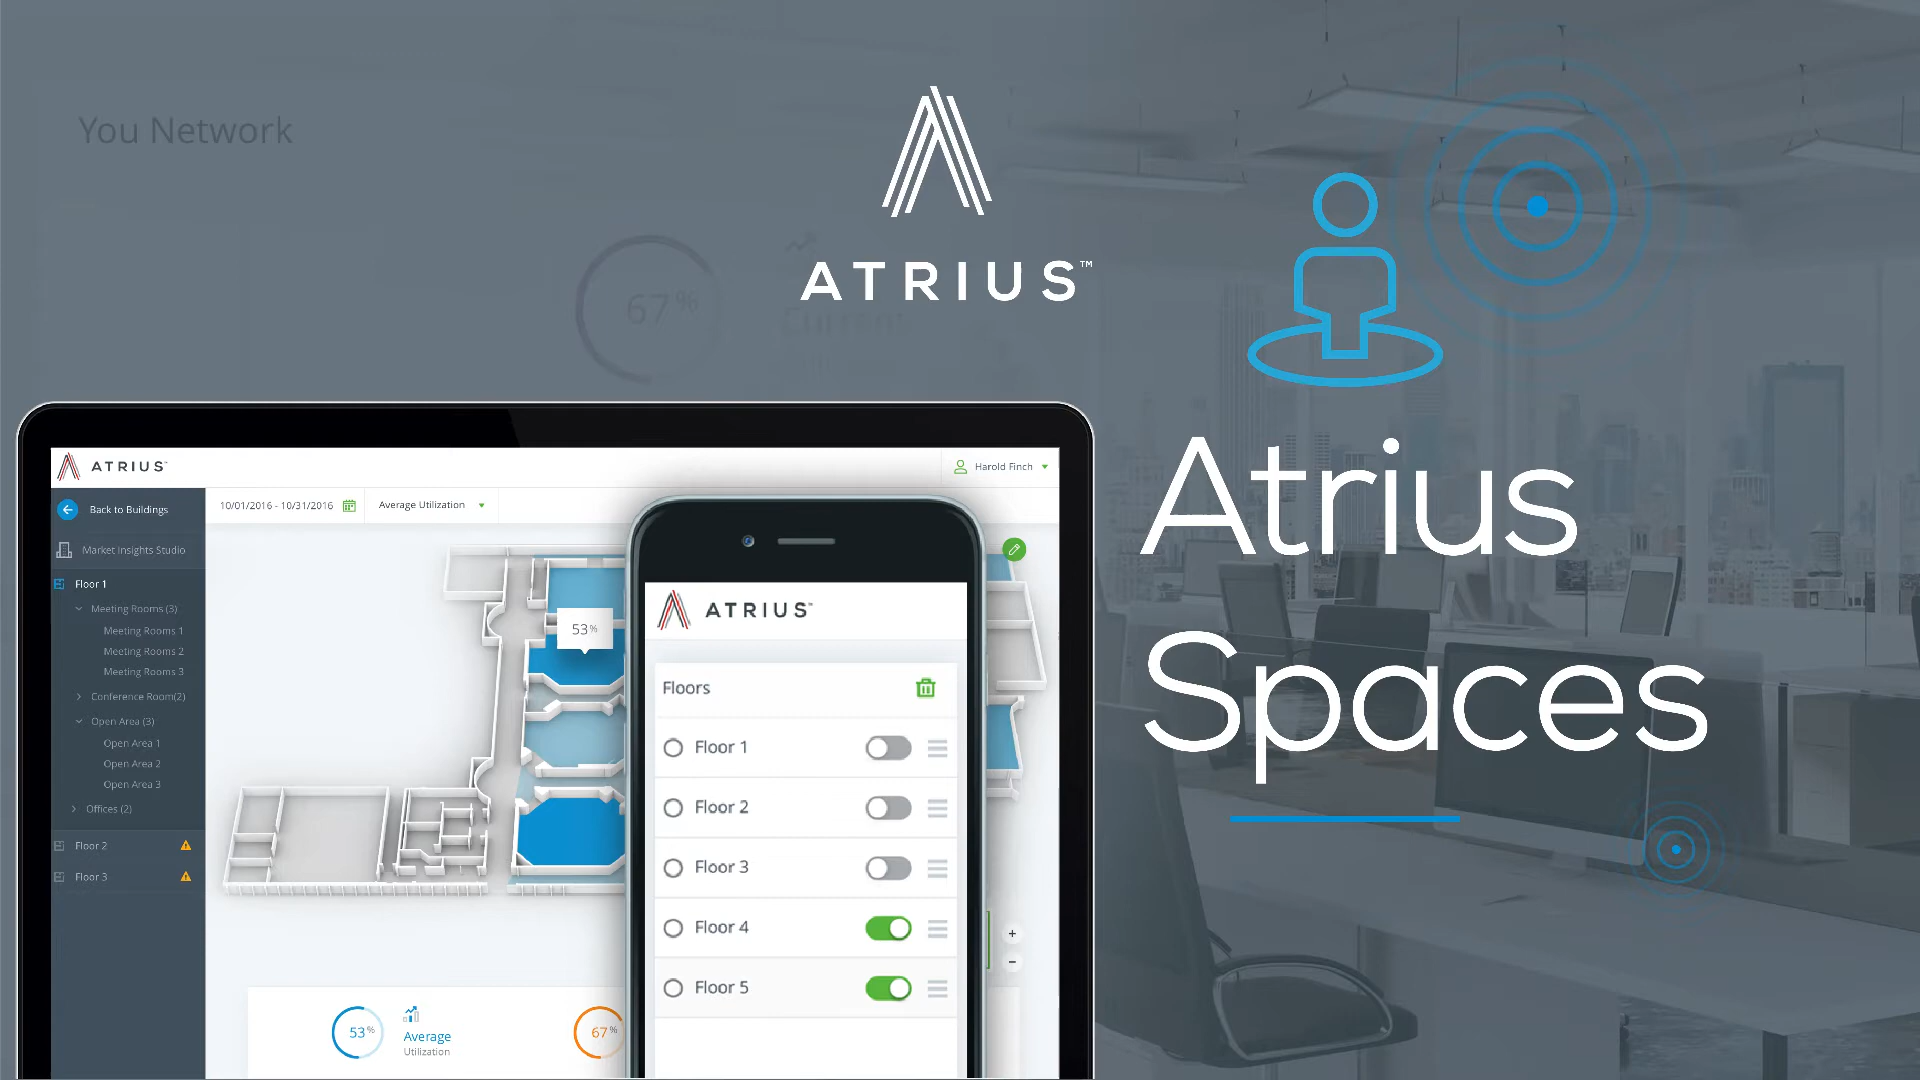 You Network
67%
Current
ATRIUS™
Atrius
Spaces
ATRIUS™
Harold Finch
Back to Buildings
10/01/2016 - 10/31/2016
Average Utilization
Market Insights Studio
Floor 1
Meeting Rooms (3)
Meeting Rooms 1
Meeting Rooms 2
Meeting Rooms 3
Conference Room(2)
Open Area (3)
Open Area 1
Open Area 2
Open Area 3
Offices (2)
Floor 2
Floor 3
53%
53%
Average
Utilization
67%
+
-
ATRIUS™
Floors
Floor 1
Floor 2
Floor 3
Floor 4
Floor 5